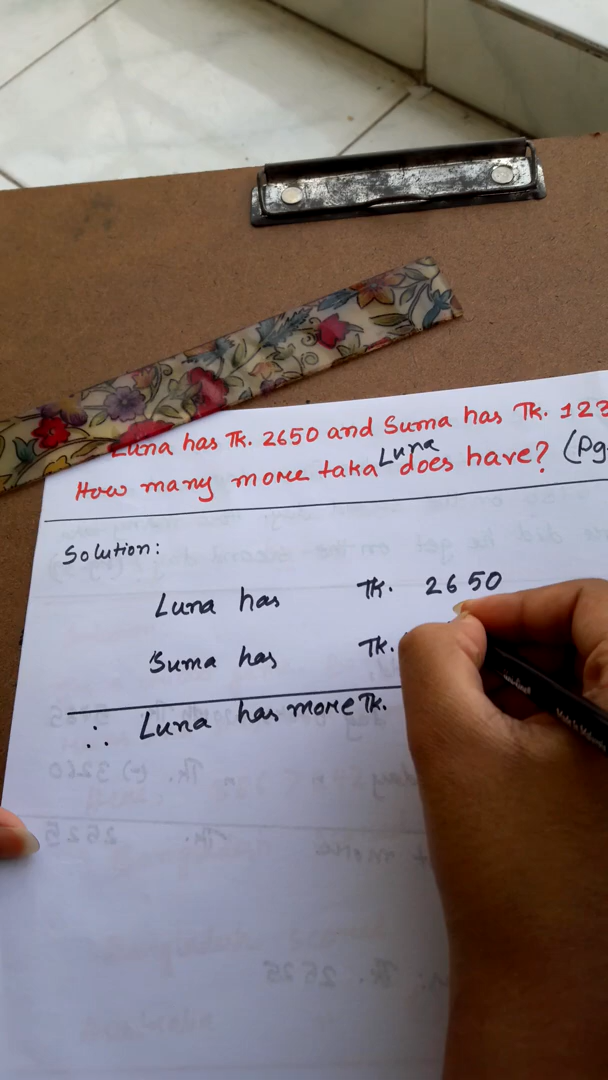 Luna has Tk. 2650 and Suma has Tk. 123
How many more taka Luna does have? (Pg-
Solution:
Luna has Tk. 2650
Suma has Tk.
∴ Luna has more Tk.